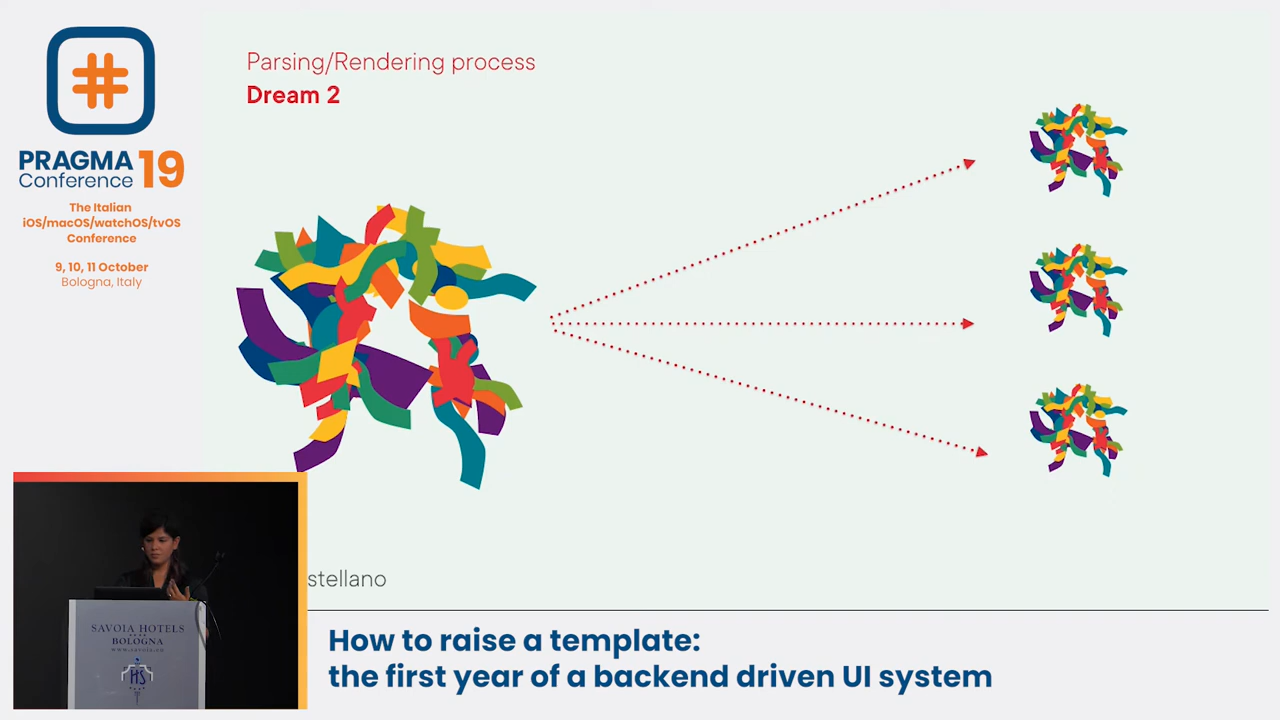 PRAGMA 19
Conference
The Italian
iOS/macOS/watchOS/tvOS
Conference
9, 10, 11 October
Bologna, Italy
Parsing/Rendering process
Dream 2
stellano
SAVOIA HOTELS
BOLOGNA
HS
How to raise a template:
the first year of a backend driven UI system